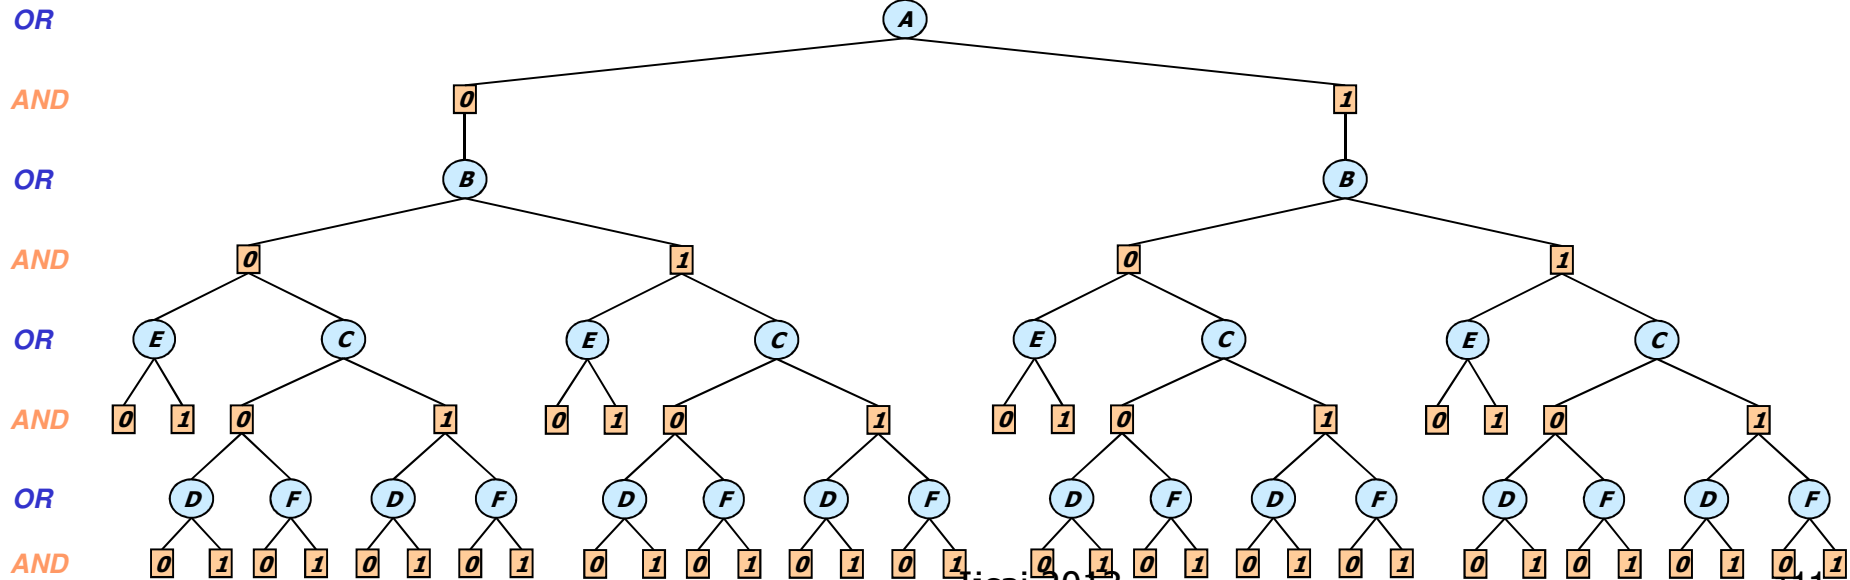 OR A
AND 0 1
OR B B
AND 0 1 0 1
OR E C E C E C E C
AND 0 1 0 1 0 1 0 1 0 1 0 1 0 1 0 1
OR D F D F D F D F D F D F D F D F
AND 0 1 0 1 0 1 0 1 0 1 0 1 0 1 0 1 0 1 0 1 0 1 0 1 0 1 0 1 0 1 0 1
2013